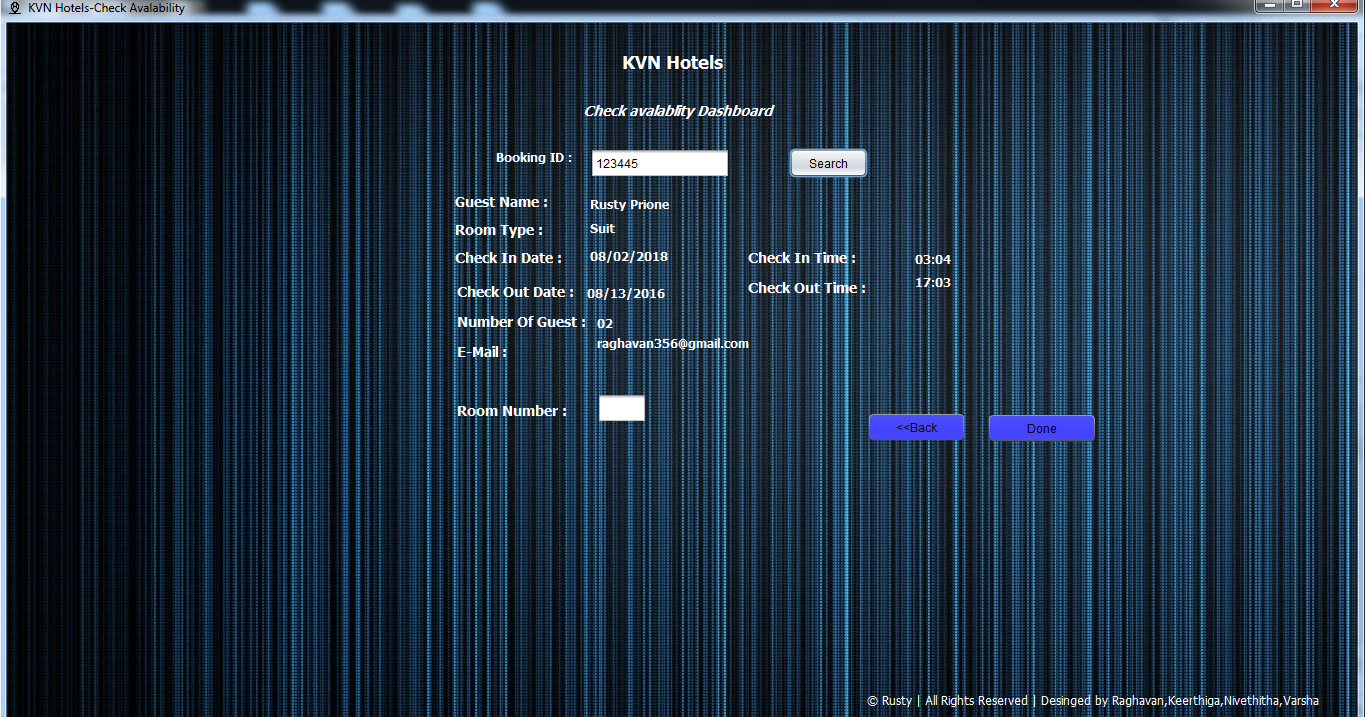 KVN Hotels-Check Avalability
KVN Hotels
Check avalablity Dashboard
Booking ID : 123445 Search
Guest Name : Rusty Prione
Room Type : Suit
Check In Date : 08/02/2018 Check In Time : 03:04
Check Out Date : 08/13/2016 Check Out Time : 17:03
Number Of Guest : 02
E-Mail : raghavan356@gmail.com
Room Number : <<Back Done
© Rusty | All Rights Reserved | Desinged by Raghavan,Keerthiga,Nivethitha,Varsha